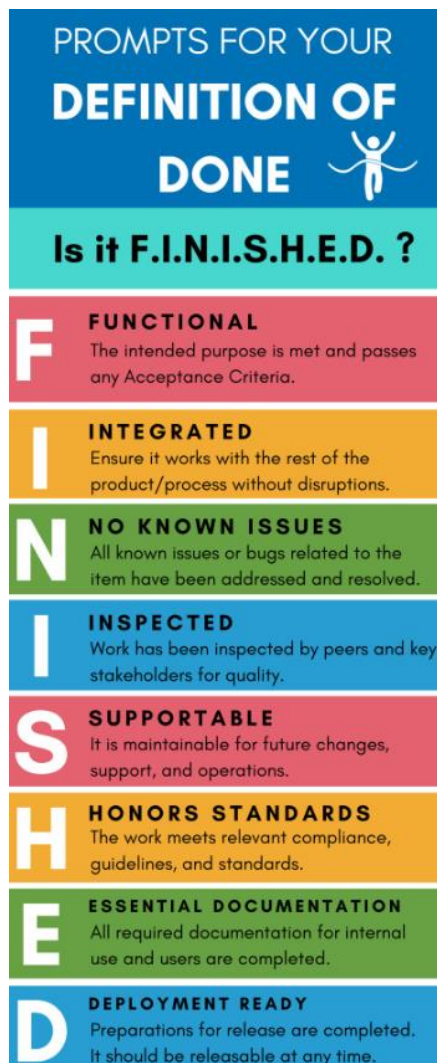 PROMPTS FOR YOUR
DEFINITION OF
DONE
Is it F.I.N.I.S.H.E.D. ?
F
FUNCTIONAL
The intended purpose is met and passes
any Acceptance Criteria.
I
INTEGRATED
Ensure it works with the rest of the
product/process without disruptions.
N
NO KNOWN ISSUES
All known issues or bugs related to the
item have been addressed and resolved.
I
INSPECTED
Work has been inspected by peers and key
stakeholders for quality.
S
SUPPORTABLE
It is maintainable for future changes,
support, and operations.
H
HONORS STANDARDS
The work meets relevant compliance,
guidelines, and standards.
E
ESSENTIAL DOCUMENTATION
All required documentation for internal
use and users are completed.
D
DEPLOYMENT READY
Preparations for release are completed.
It should be releasable at any time.